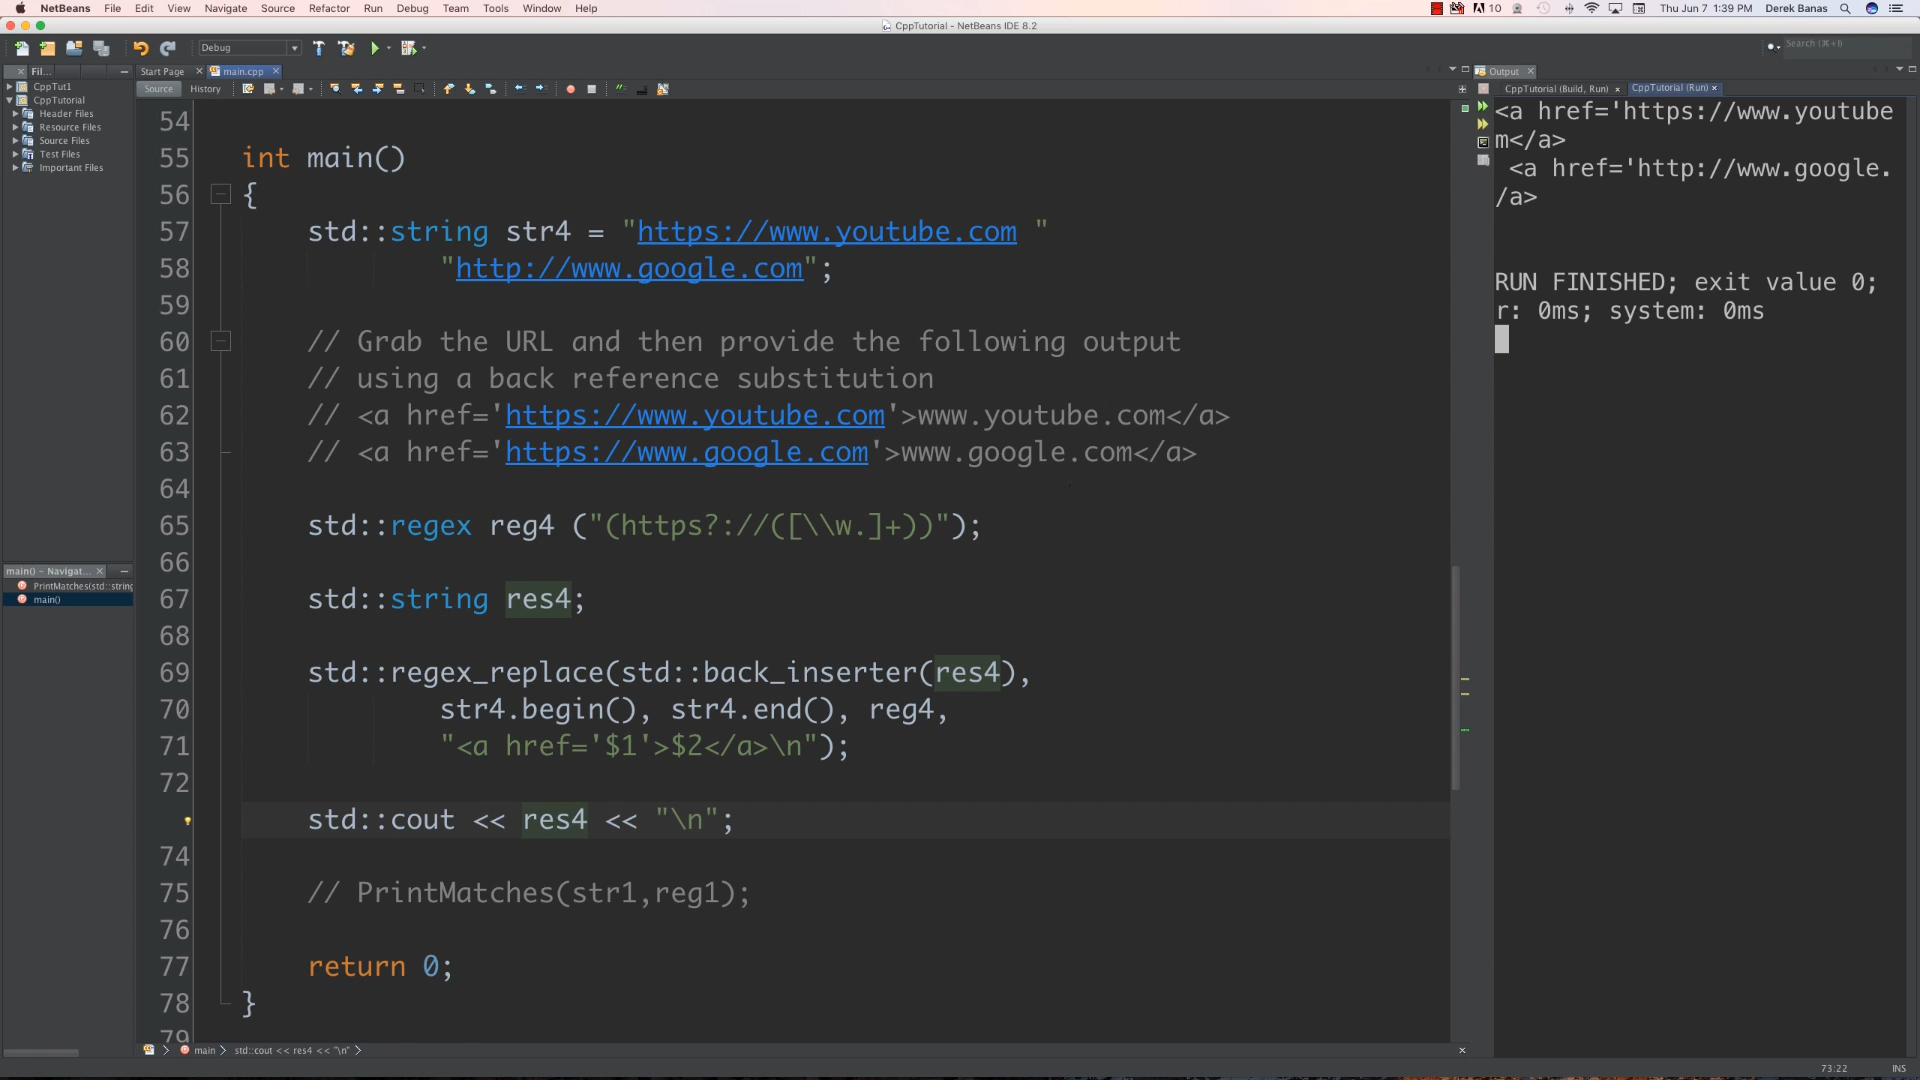 NetBeans File Edit View Navigate Source Refactor Run Debug Team Tools Window Help
10 Thu Jun 7 1:39 PM Derek Banas
CppTutorial - NetBeans IDE 8.2
Debug
Search (⌘+I)
Fil...
Start Page
main.cpp
Output
Source History
CppTutorial (Build, Run)
CppTutorial (Run)
CppTut1
CppTutorial
Header Files
Resource Files
Source Files
Test Files
Important Files
main() - Navigat...
PrintMatches(std::string
main()
54
55 int main()
56 {
57 std::string str4 = "https://www.youtube.com "
58 "http://www.google.com";
59
60 // Grab the URL and then provide the following output
61 // using a back reference substitution
62 // <a href='https://www.youtube.com'>www.youtube.com</a>
63 // <a href='https://www.google.com'>www.google.com</a>
64
65 std::regex reg4 ("(https?://([\\w.]+))");
66
67 std::string res4;
68
69 std::regex_replace(std::back_inserter(res4),
70 str4.begin(), str4.end(), reg4,
71 "<a href='$1'>$2</a>\n");
72
std::cout << res4 << "\n";
74
75 // PrintMatches(str1,reg1);
76
77 return 0;
78 }
79
<a href='https://www.youtube
m</a>
<a href='http://www.google.
/a>
RUN FINISHED; exit value 0;
r: 0ms; system: 0ms
main std::cout << res4 << "\n"
73:22 INS